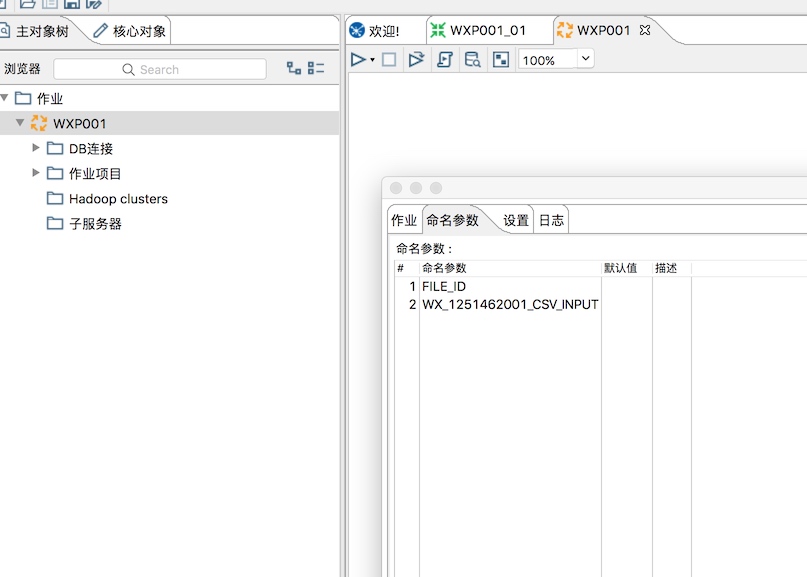 主对象树 核心对象
浏览器 Search
作业
WXP001
DB连接
作业项目
Hadoop clusters
子服务器
欢迎! WXP001_01 WXP001
100%
作业 命名参数 设置 日志
命名参数 :
# 命名参数 默认值 描述
1 FILE_ID
2 WX_1251462001_CSV_INPUT